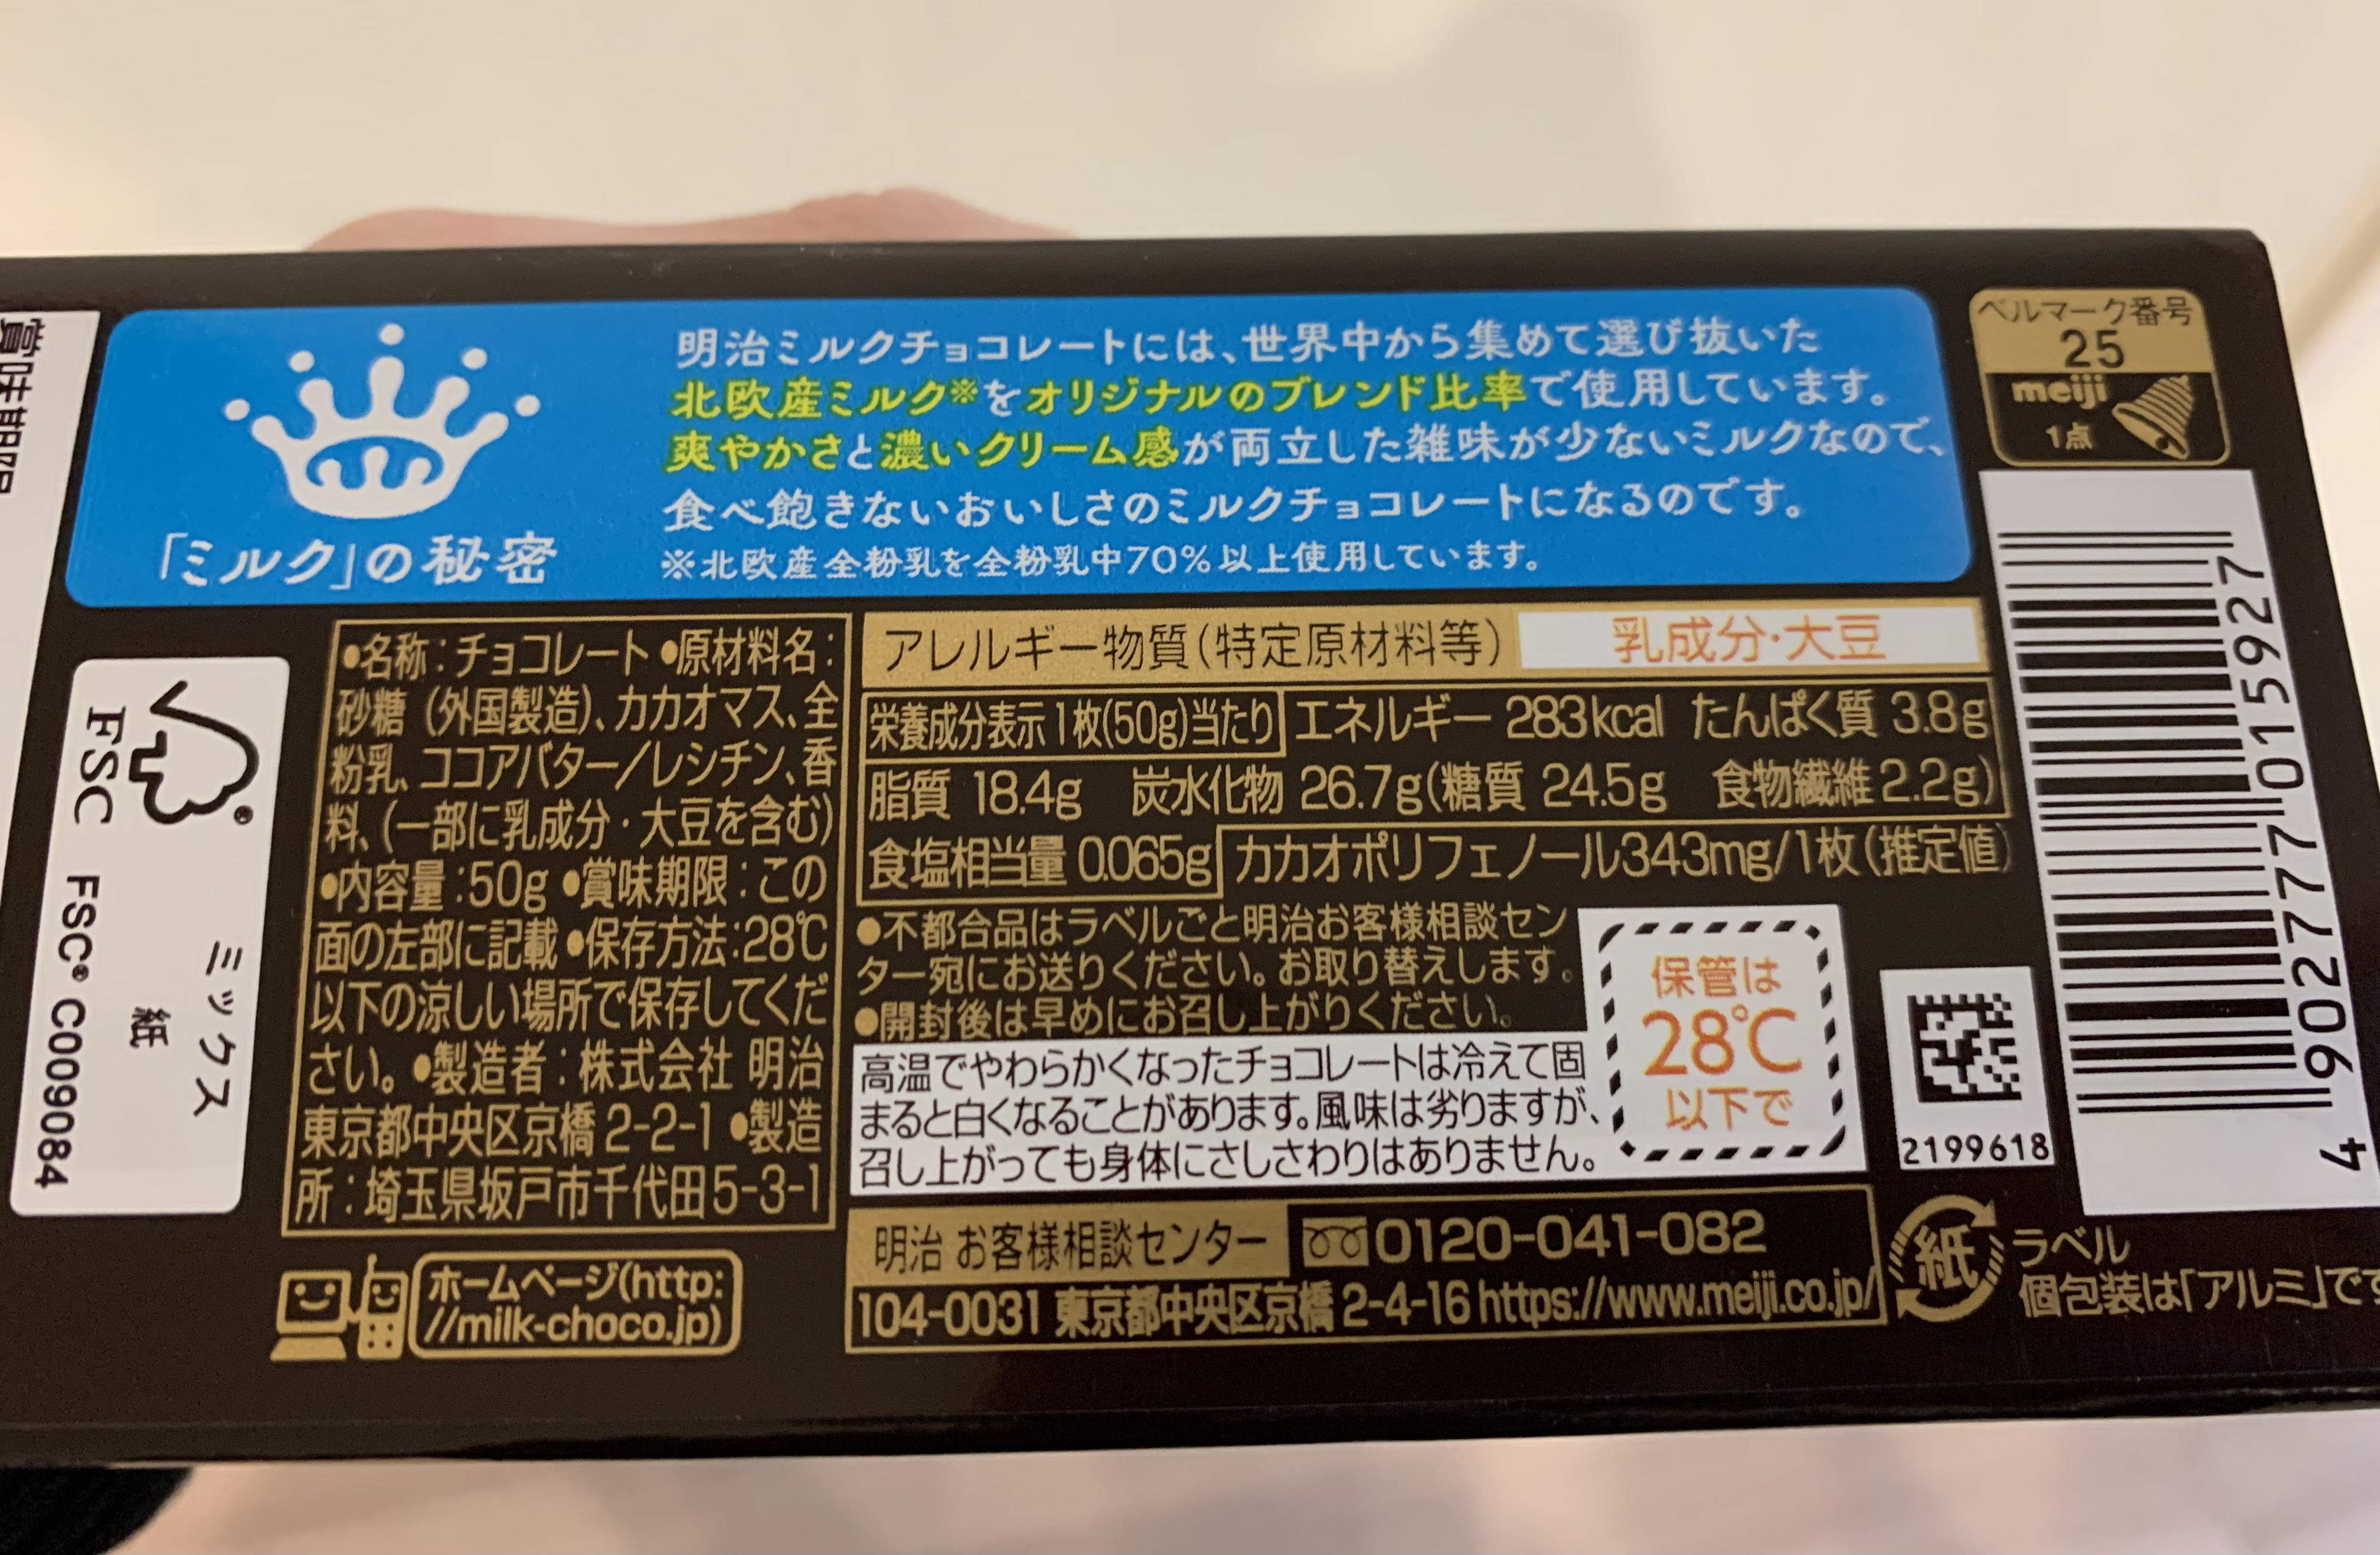 賞味期限
明治ミルクチョコレートには、世界中から集めて選び抜いた
北欧産ミルク※をオリジナルのブレンド比率で使用しています。
爽やかさと濃いクリーム感が両立した雑味が少ないミルクなので、
食べ飽きないおいしさのミルクチョコレートになるのです。
※北欧産全粉乳を全粉乳中70%以上使用しています。
「ミルク」の秘密
ベルマーク番号
25
meiji
1点
FSC
®
FSC® C009084
ミックス
紙
●名称:チョコレート ●原材料名:
砂糖(外国製造)、カカオマス、全
粉乳、ココアバター/レシチン、香
料、(一部に乳成分・大豆を含む)
●内容量:50g ●賞味期限:この
面の左部に記載 ●保存方法:28℃
以下の涼しい場所で保存してくだ
さい。●製造者:株式会社 明治
東京都中央区京橋2-2-1 ●製造
所:埼玉県坂戸市千代田5-3-1
ホームページ(http:
//milk-choco.jp)
アレルギー物質(特定原材料等) 乳成分・大豆
栄養成分表示1枚(50g)当たり エネルギー 283kcal たんぱく質 3.8g
脂質 18.4g 炭水化物 26.7g(糖質 24.5g 食物繊維2.2g)
食塩相当量 0.065g カカオポリフェノール343mg/1枚(推定値)
●不都合品はラベルごと明治お客様相談セン
ター宛にお送りください。お取り替えします。
●開封後は早めにお召し上がりください。
高温でやわらかくなったチョコレートは冷えて固
まると白くなることがあります。風味は劣りますが、
召し上がっても身体にさしさわりはありません。
保管は
28℃
以下で
2199618
4 902777 015927
明治 お客様相談センター 0120-041-082
104-0031 東京都中央区京橋2-4-16 https://www.meiji.co.jp/
紙
ラベル
個包装は「アルミ」です